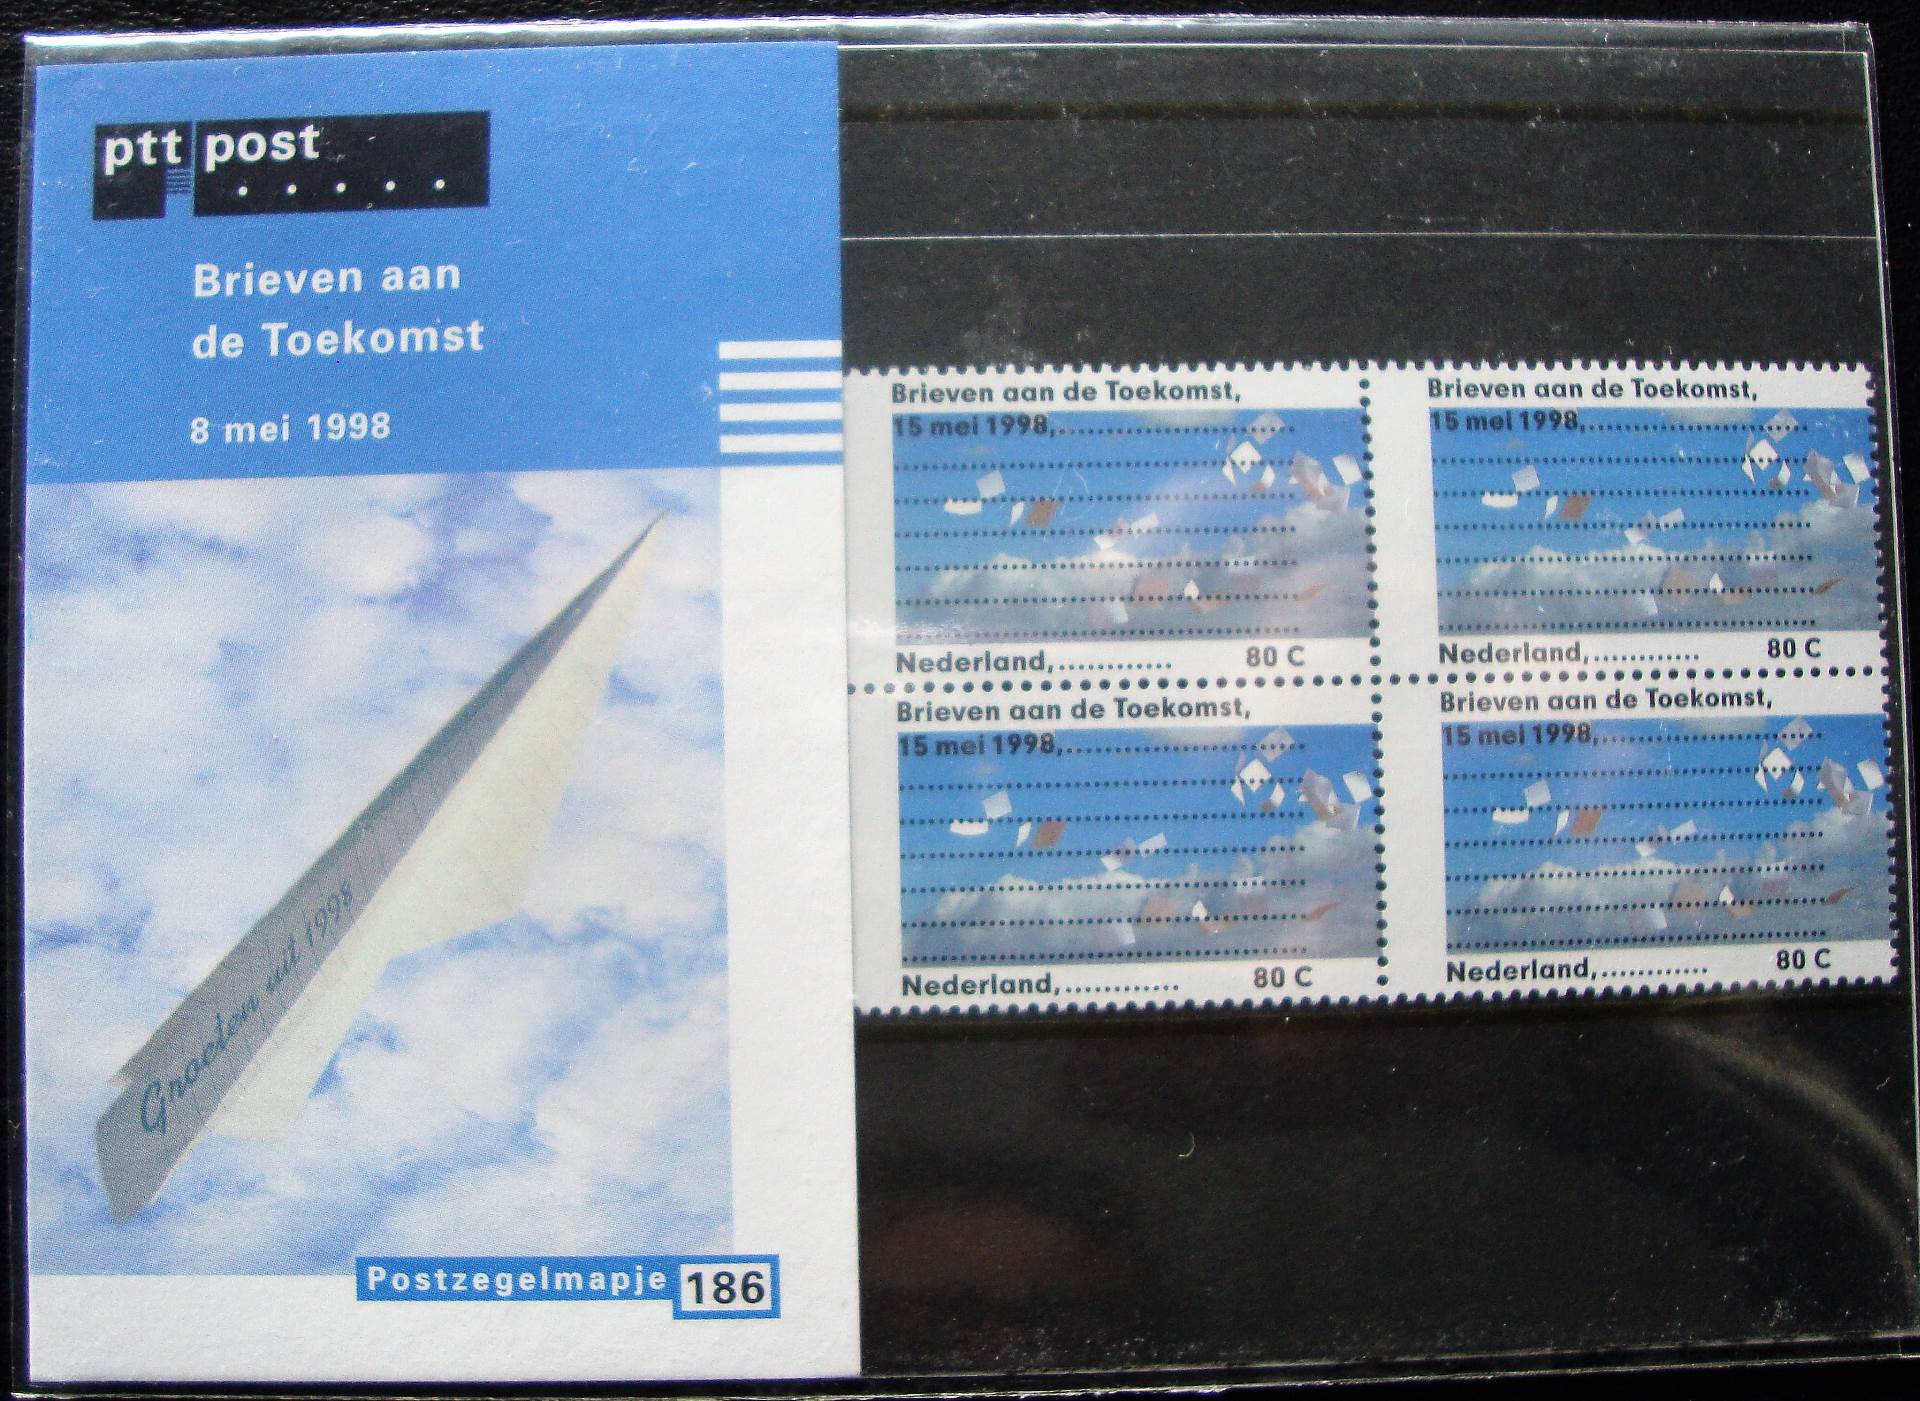 ptt post
Brieven aan
de Toekomst
8 mei 1998
Groeten uit 1998
Postzegelmapje 186
Brieven aan de Toekomst,
15 mei 1998,......................
Nederland,............ 80 C
Brieven aan de Toekomst,
15 mei 1998,......................
Nederland,............ 80 C
Brieven aan de Toekomst,
15 mei 1998,......................
Nederland,............ 80 C
Brieven aan de Toekomst,
15 mei 1998,......................
Nederland,............ 80 C